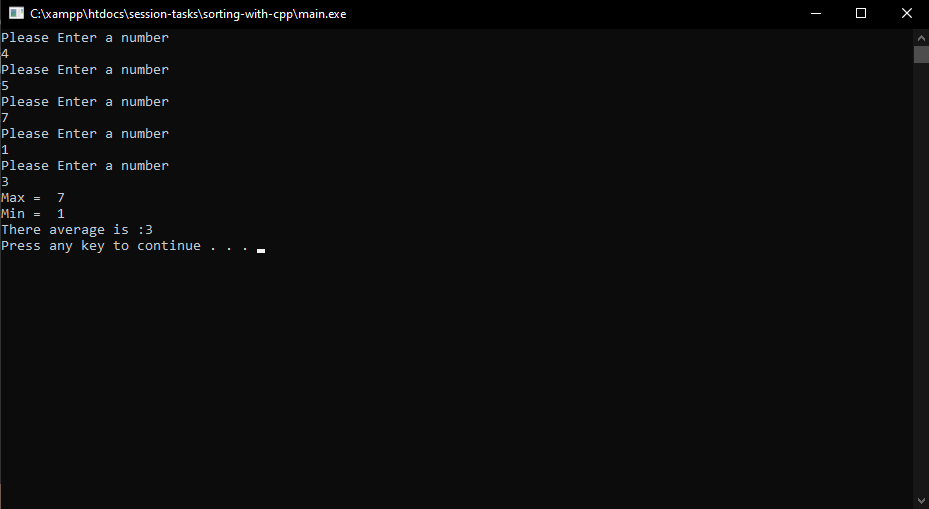 C:\xampp\htdocs\session-tasks\sorting-with-cpp\main.exe
Please Enter a number
4
Please Enter a number
5
Please Enter a number
7
Please Enter a number
1
Please Enter a number
3
Max =  7
Min =  1
There average is :3
Press any key to continue . . .